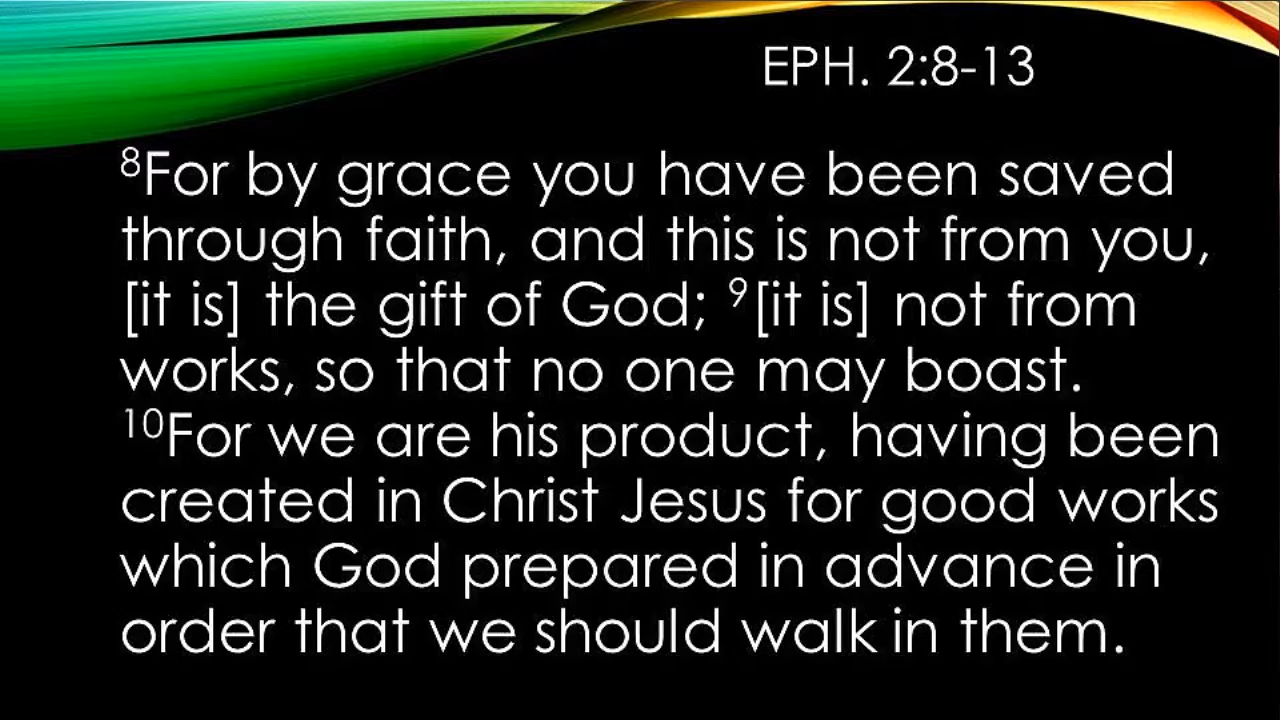 EPH. 2:8-13
⁸For by grace you have been saved
through faith, and this is not from you,
[it is] the gift of God; ⁹[it is] not from
works, so that no one may boast.
¹⁰For we are his product, having been
created in Christ Jesus for good works
which God prepared in advance in
order that we should walk in them.